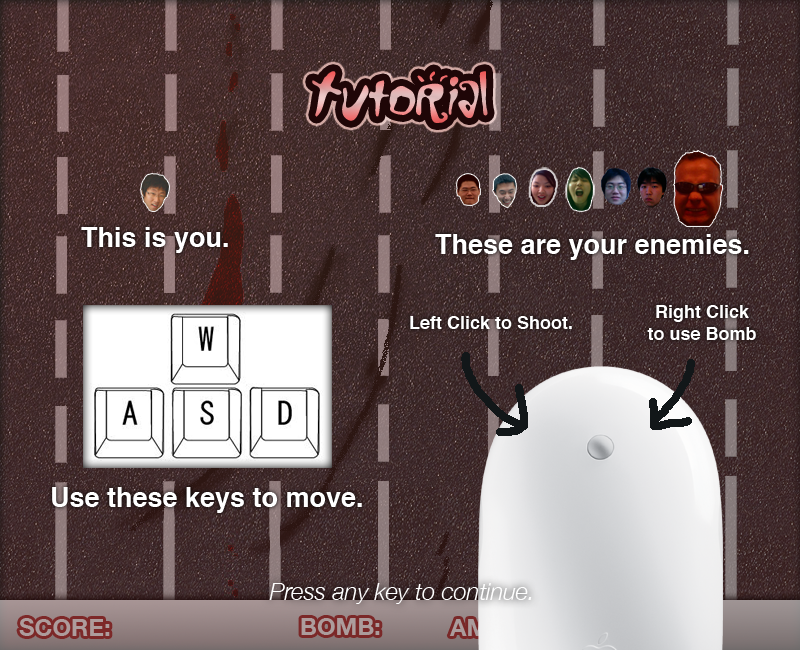 tutorial
This is you.
These are your enemies.
Left Click to Shoot.
Right Click
to use Bomb
W
A S D
Use these keys to move.
Press any key to continue.
SCORE:
BOMB: